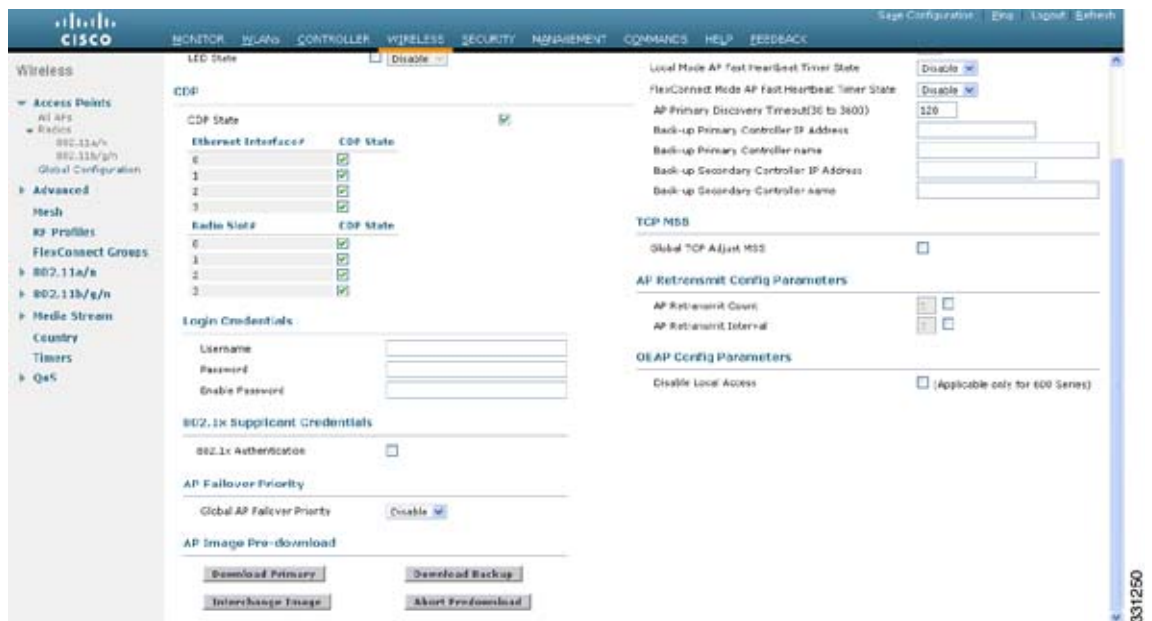 CISCO
Save Configuration | Ping | Logout | Refresh
MONITOR WLANs CONTROLLER WIRELESS SECURITY MANAGEMENT COMMANDS HELP FEEDBACK
Wireless
Access Points
All APs
Radios
802.11a/n
802.11b/g/n
Global Configuration
Advanced
Mesh
RF Profiles
FlexConnect Groups
802.11a/n
802.11b/g/n
Media Stream
Country
Timers
QoS
LED State Disable
CDP
CDP State
Ethernet Interface# CDP State
0
1
2
3
Radio Slot# CDP State
0
1
2
3
Login Credentials
Username
Password
Enable Password
802.1x Supplicant Credentials
802.1x Authentication
AP Failover Priority
Global AP Failover Priority Disable
AP Image Pre-download
Download Primary Download Backup
Interchange Image Abort Predownload
Local Mode AP Fast Heartbeat Timer State Disable
FlexConnect Mode AP Fast Heartbeat Timer State Disable
AP Primary Discovery Timeout(30 to 3600) 120
Back-up Primary Controller IP Address
Back-up Primary Controller name
Back-up Secondary Controller IP Address
Back-up Secondary Controller name
TCP MSS
Global TCP Adjust MSS
AP Retransmit Config Parameters
AP Retransmit Count
AP Retransmit Interval
OEAP Config Parameters
Disable Local Access (Applicable only for 600 Series)
331250